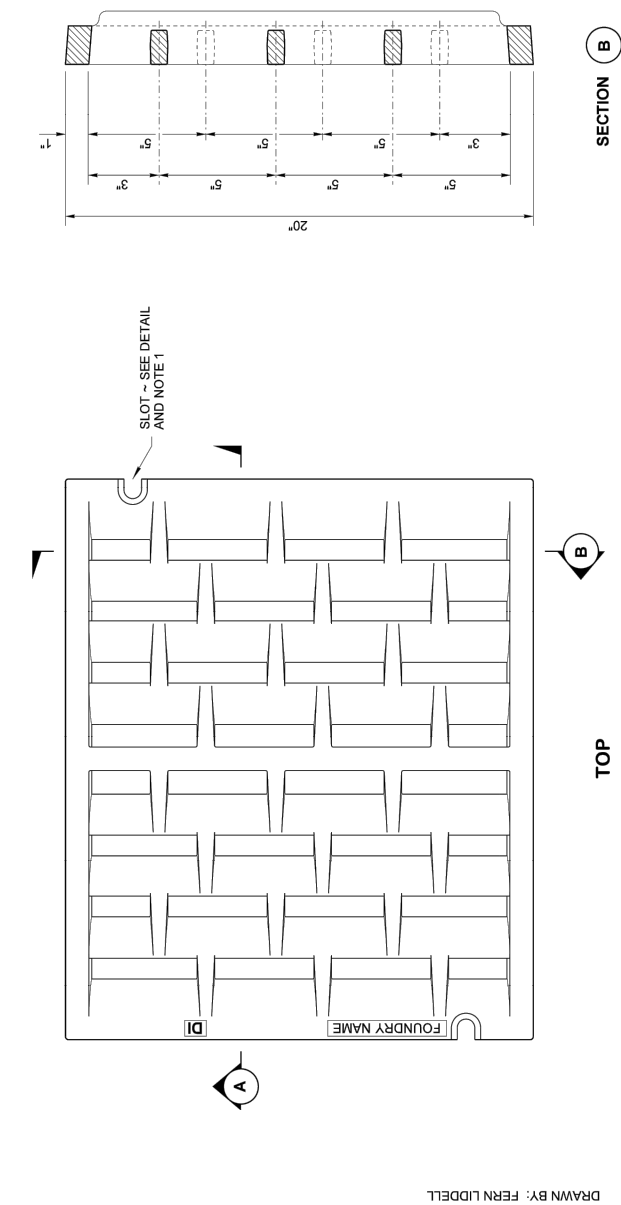 1"
5"
5"
5"
3"
3"
5"
5"
5"
20"
SECTION B
SLOT ~ SEE DETAIL
AND NOTE 1
B
TOP
DI
FOUNDRY NAME
A
DRAWN BY: FERN LIDDELL